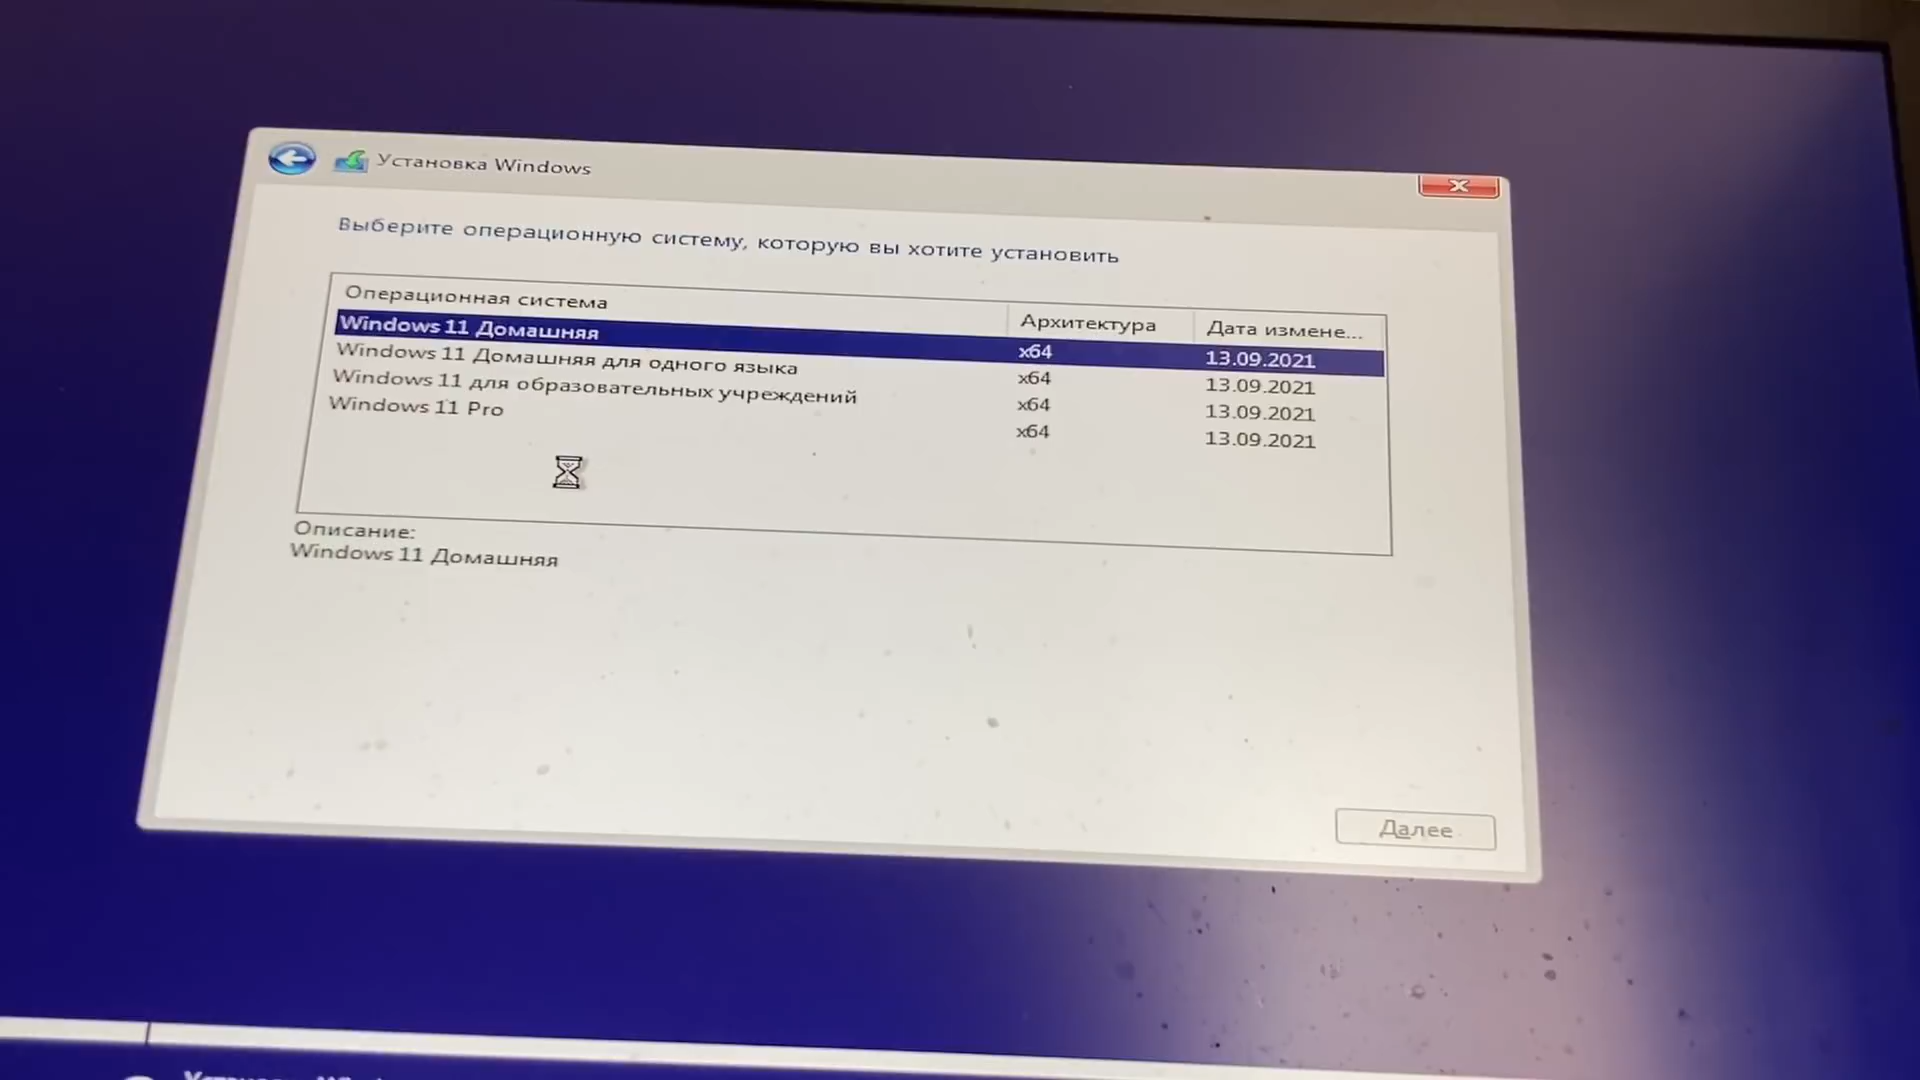 Установка Windows
Выберите операционную систему, которую вы хотите установить
Операционная система Архитектура Дата измене...
Windows 11 Домашняя x64 13.09.2021
Windows 11 Домашняя для одного языка x64 13.09.2021
Windows 11 для образовательных учреждений x64 13.09.2021
Windows 11 Pro x64 13.09.2021
Описание:
Windows 11 Домашняя
Далее